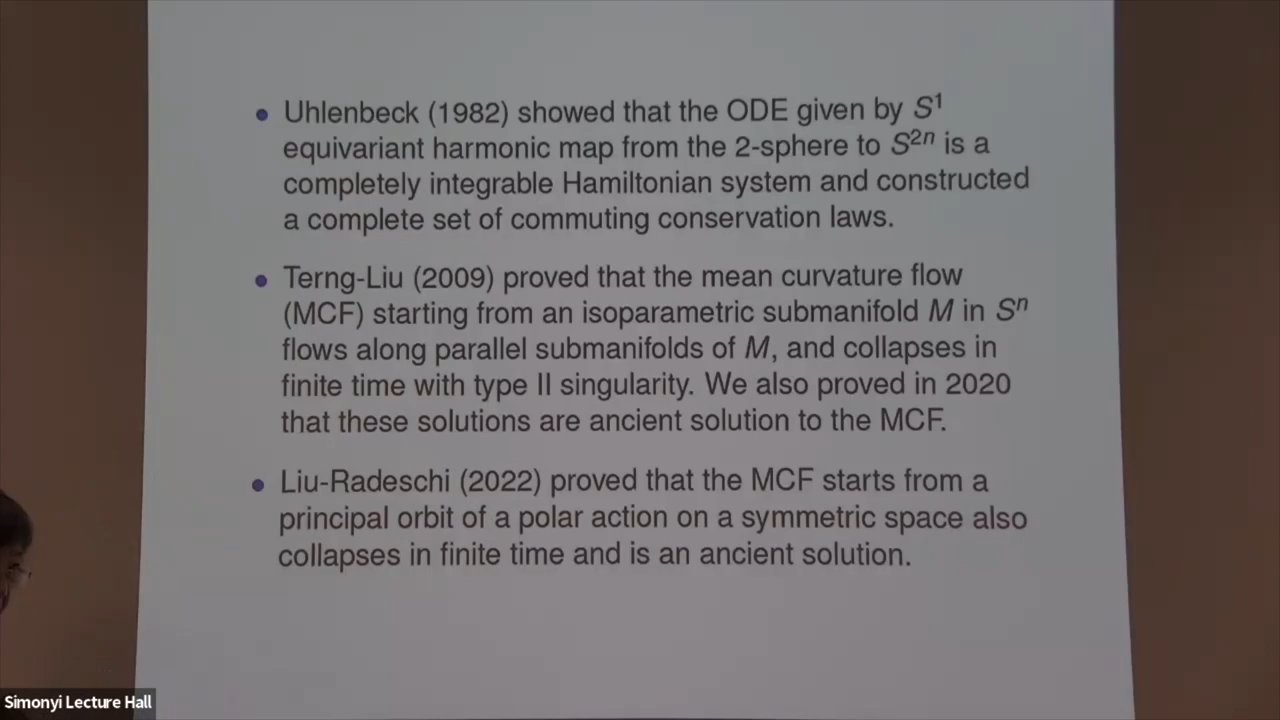 • Uhlenbeck (1982) showed that the ODE given by S¹
equivariant harmonic map from the 2-sphere to S²ⁿ is a
completely integrable Hamiltonian system and constructed
a complete set of commuting conservation laws.
• Terng-Liu (2009) proved that the mean curvature flow
(MCF) starting from an isoparametric submanifold M in Sⁿ
flows along parallel submanifolds of M, and collapses in
finite time with type II singularity. We also proved in 2020
that these solutions are ancient solution to the MCF.
• Liu-Radeschi (2022) proved that the MCF starts from a
principal orbit of a polar action on a symmetric space also
collapses in finite time and is an ancient solution.
Simonyi Lecture Hall